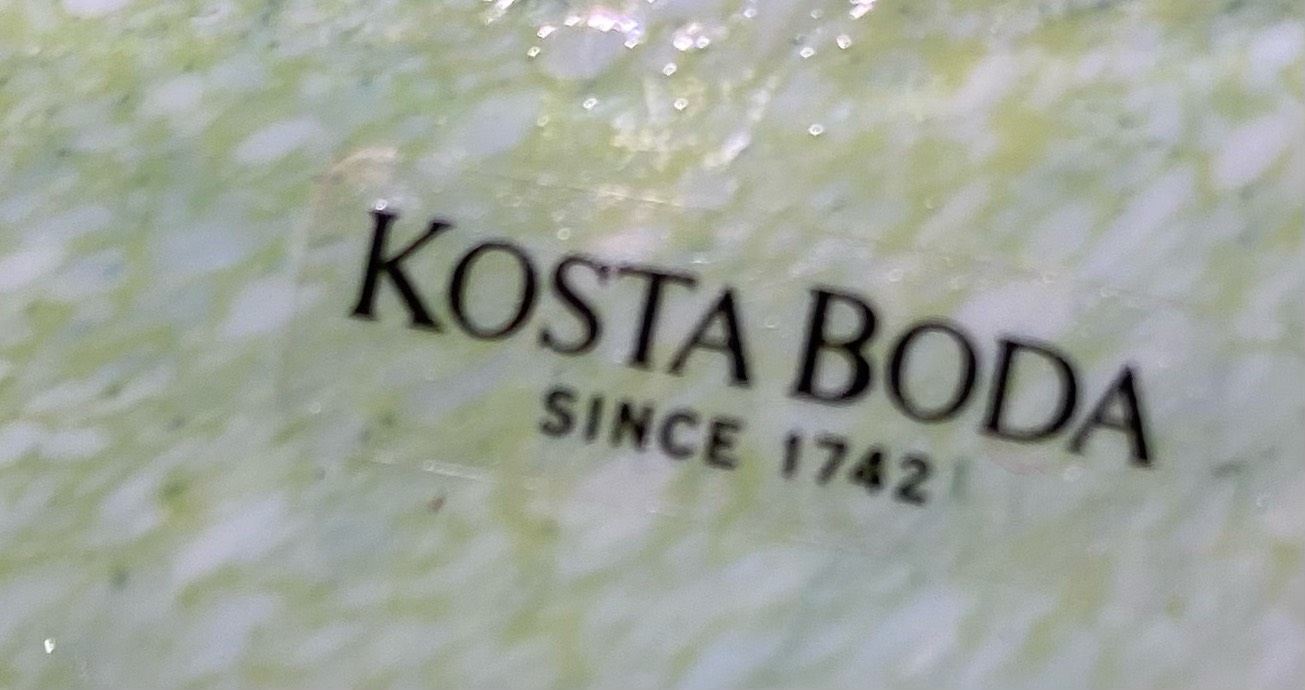 KOSTA BODA
SINCE 1742